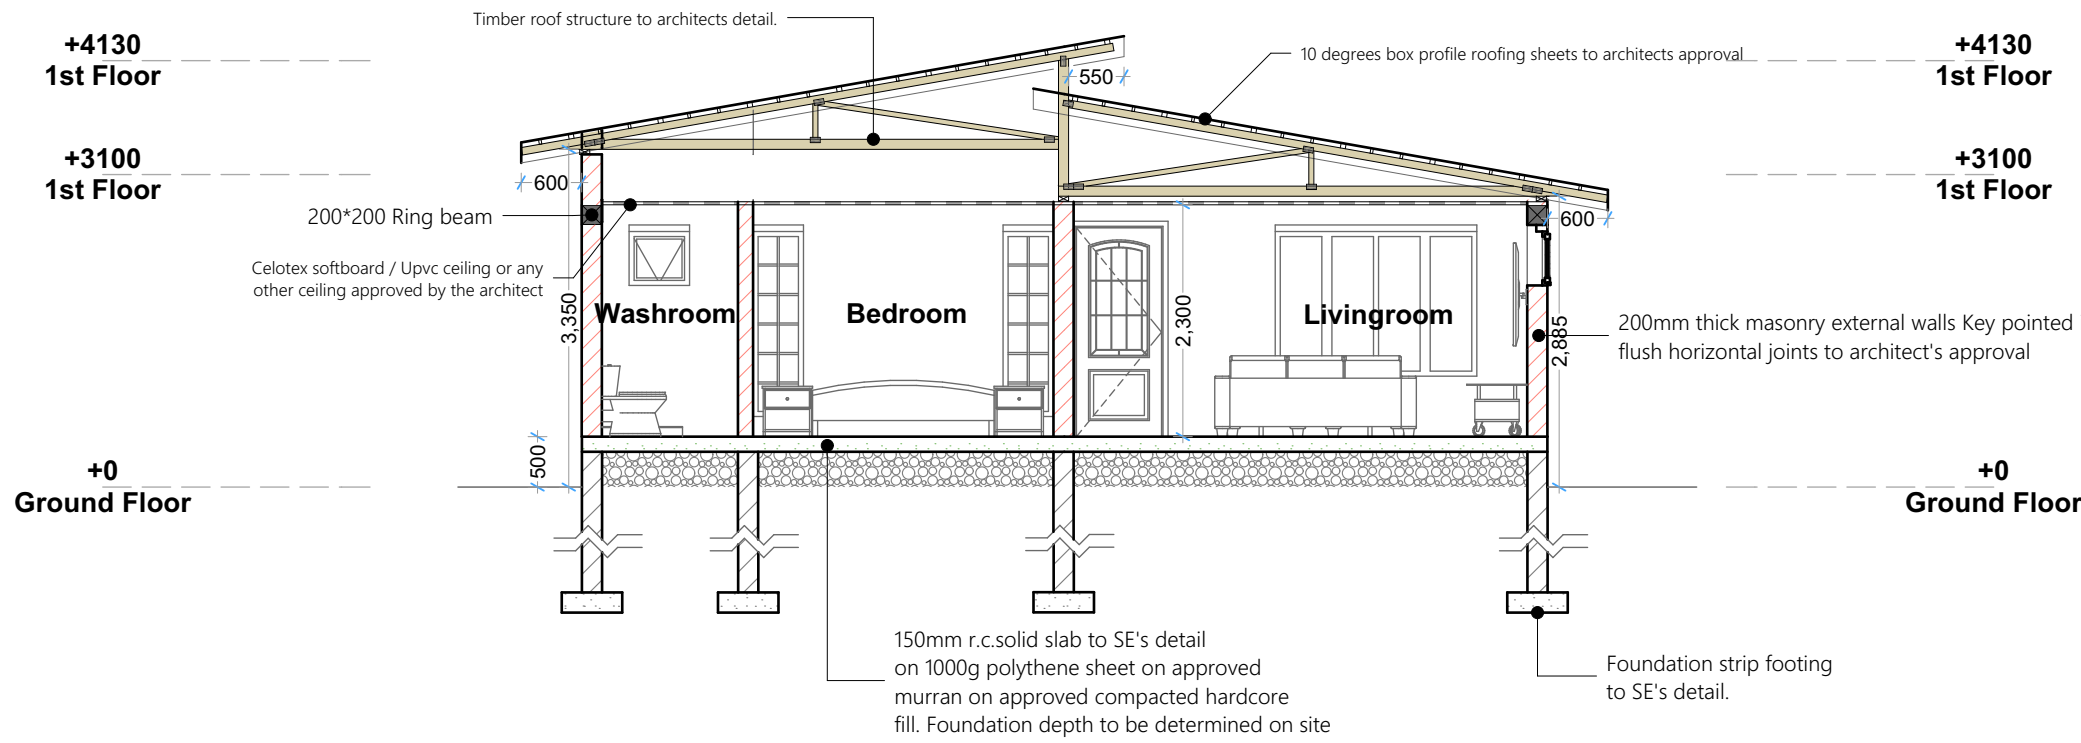 Timber roof structure to architects detail.
+4130
1st Floor
10 degrees box profile roofing sheets to architects approval
+4130
1st Floor
550
+3100
1st Floor
+3100
1st Floor
600
200*200 Ring beam
600
Celotex softboard / Upvc ceiling or any
other ceiling approved by the architect
3,350
Washroom
Bedroom
2,300
Livingroom
2,885
200mm thick masonry external walls Key pointed
flush horizontal joints to architect's approval
500
+0
Ground Floor
+0
Ground Floor
150mm r.c.solid slab to SE's detail
on 1000g polythene sheet on approved
murran on approved compacted hardcore
fill. Foundation depth to be determined on site
Foundation strip footing
to SE's detail.